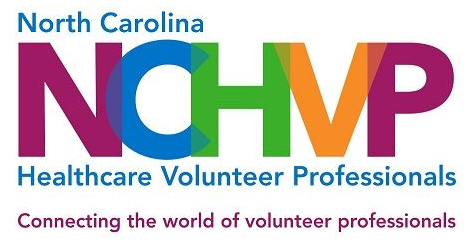 North Carolina
NCHVP
Healthcare Volunteer Professionals
Connecting the world of volunteer professionals